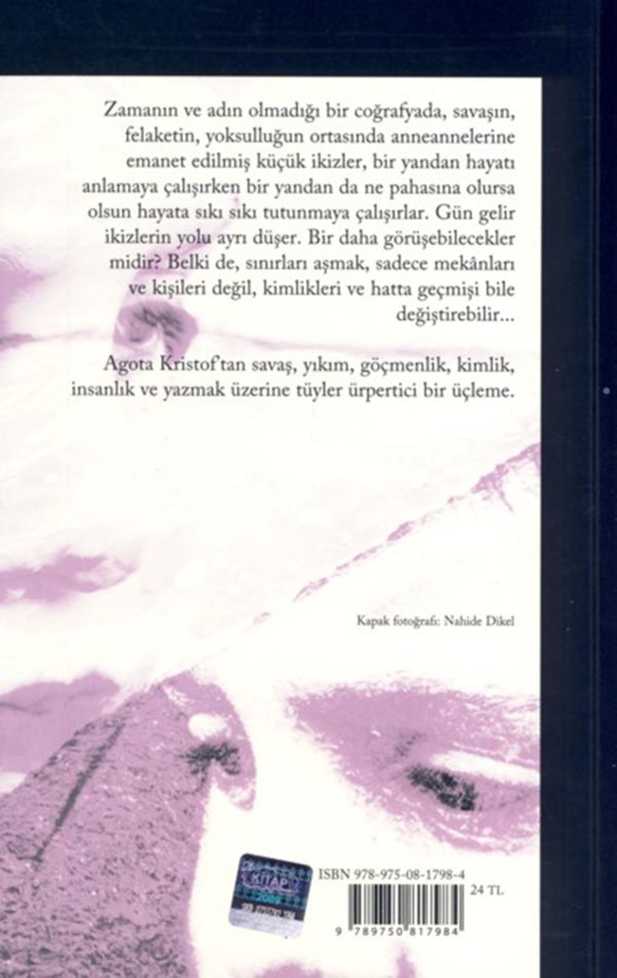 Zamanın ve adın olmadığı bir coğrafyada, savaşın,
felaketin, yoksulluğun ortasında anneannelerine
emanet edilmiş küçük ikizler, bir yandan hayatı
anlamaya çalışırken bir yandan da ne pahasına olursa
olsun hayata sıkı sıkı tutunmaya çalışırlar. Gün gelir
ikizlerin yolu ayrı düşer. Bir daha görüşebilecekler
midir? Belki de, sınırları aşmak, sadece mekânları
ve kişileri değil, kimlikleri ve hatta geçmişi bile
değiştirebilir...
Agota Kristof'tan savaş, yıkım, göçmenlik, kimlik,
insanlık ve yazmak üzerine tüyler ürpertici bir üçleme.
Kapak fotoğrafı: Nahide Dikel
ISBN 978-975-08-1798-4
24 TL
KİTAP
9 789750 817984